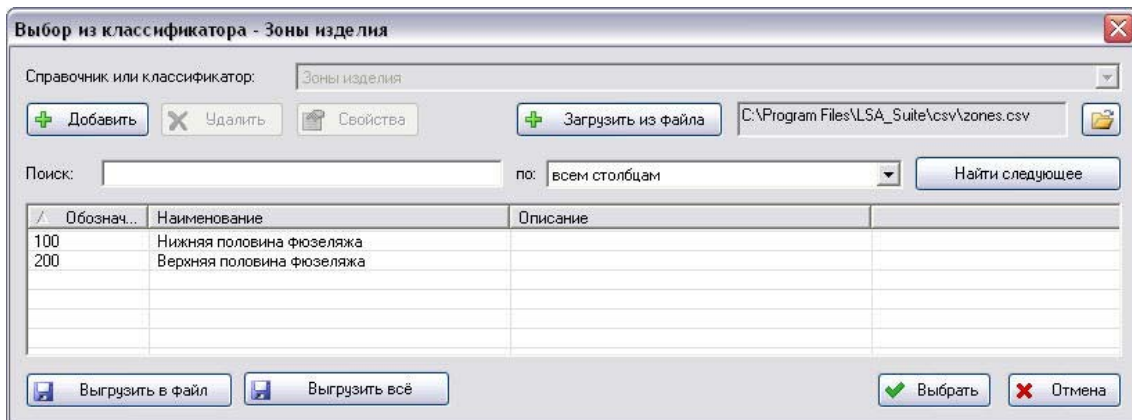 Выбор из классификатора - Зоны изделия
Справочник или классификатор: Зоны изделия
Добавить Удалить Свойства Загрузить из файла C:\Program Files\LSA_Suite\csv\zones.csv
Поиск: по: всем столбцам Найти следующее
Обознач... Наименование Описание
100 Нижняя половина фюзеляжа
200 Верхняя половина фюзеляжа
Выгрузить в файл Выгрузить всё Выбрать Отмена